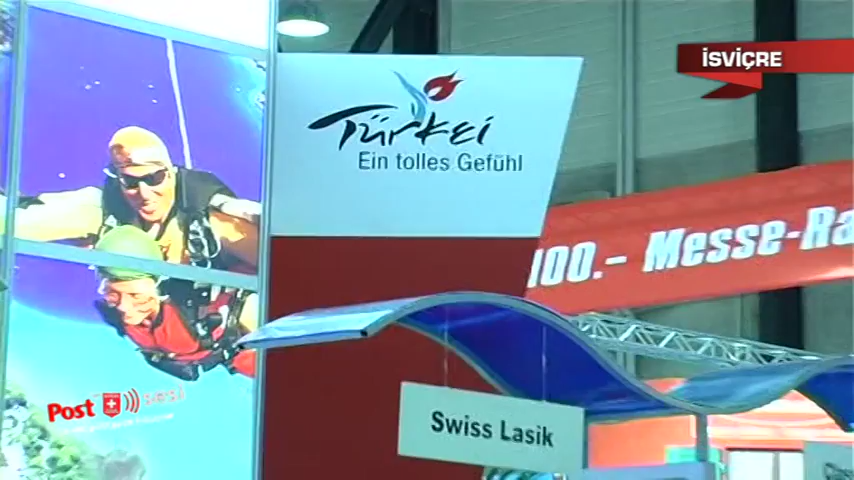 İSVİÇRE
Türkei
Ein tolles Gefühl
100.- Messe-Ra
Post
Swiss Lasik